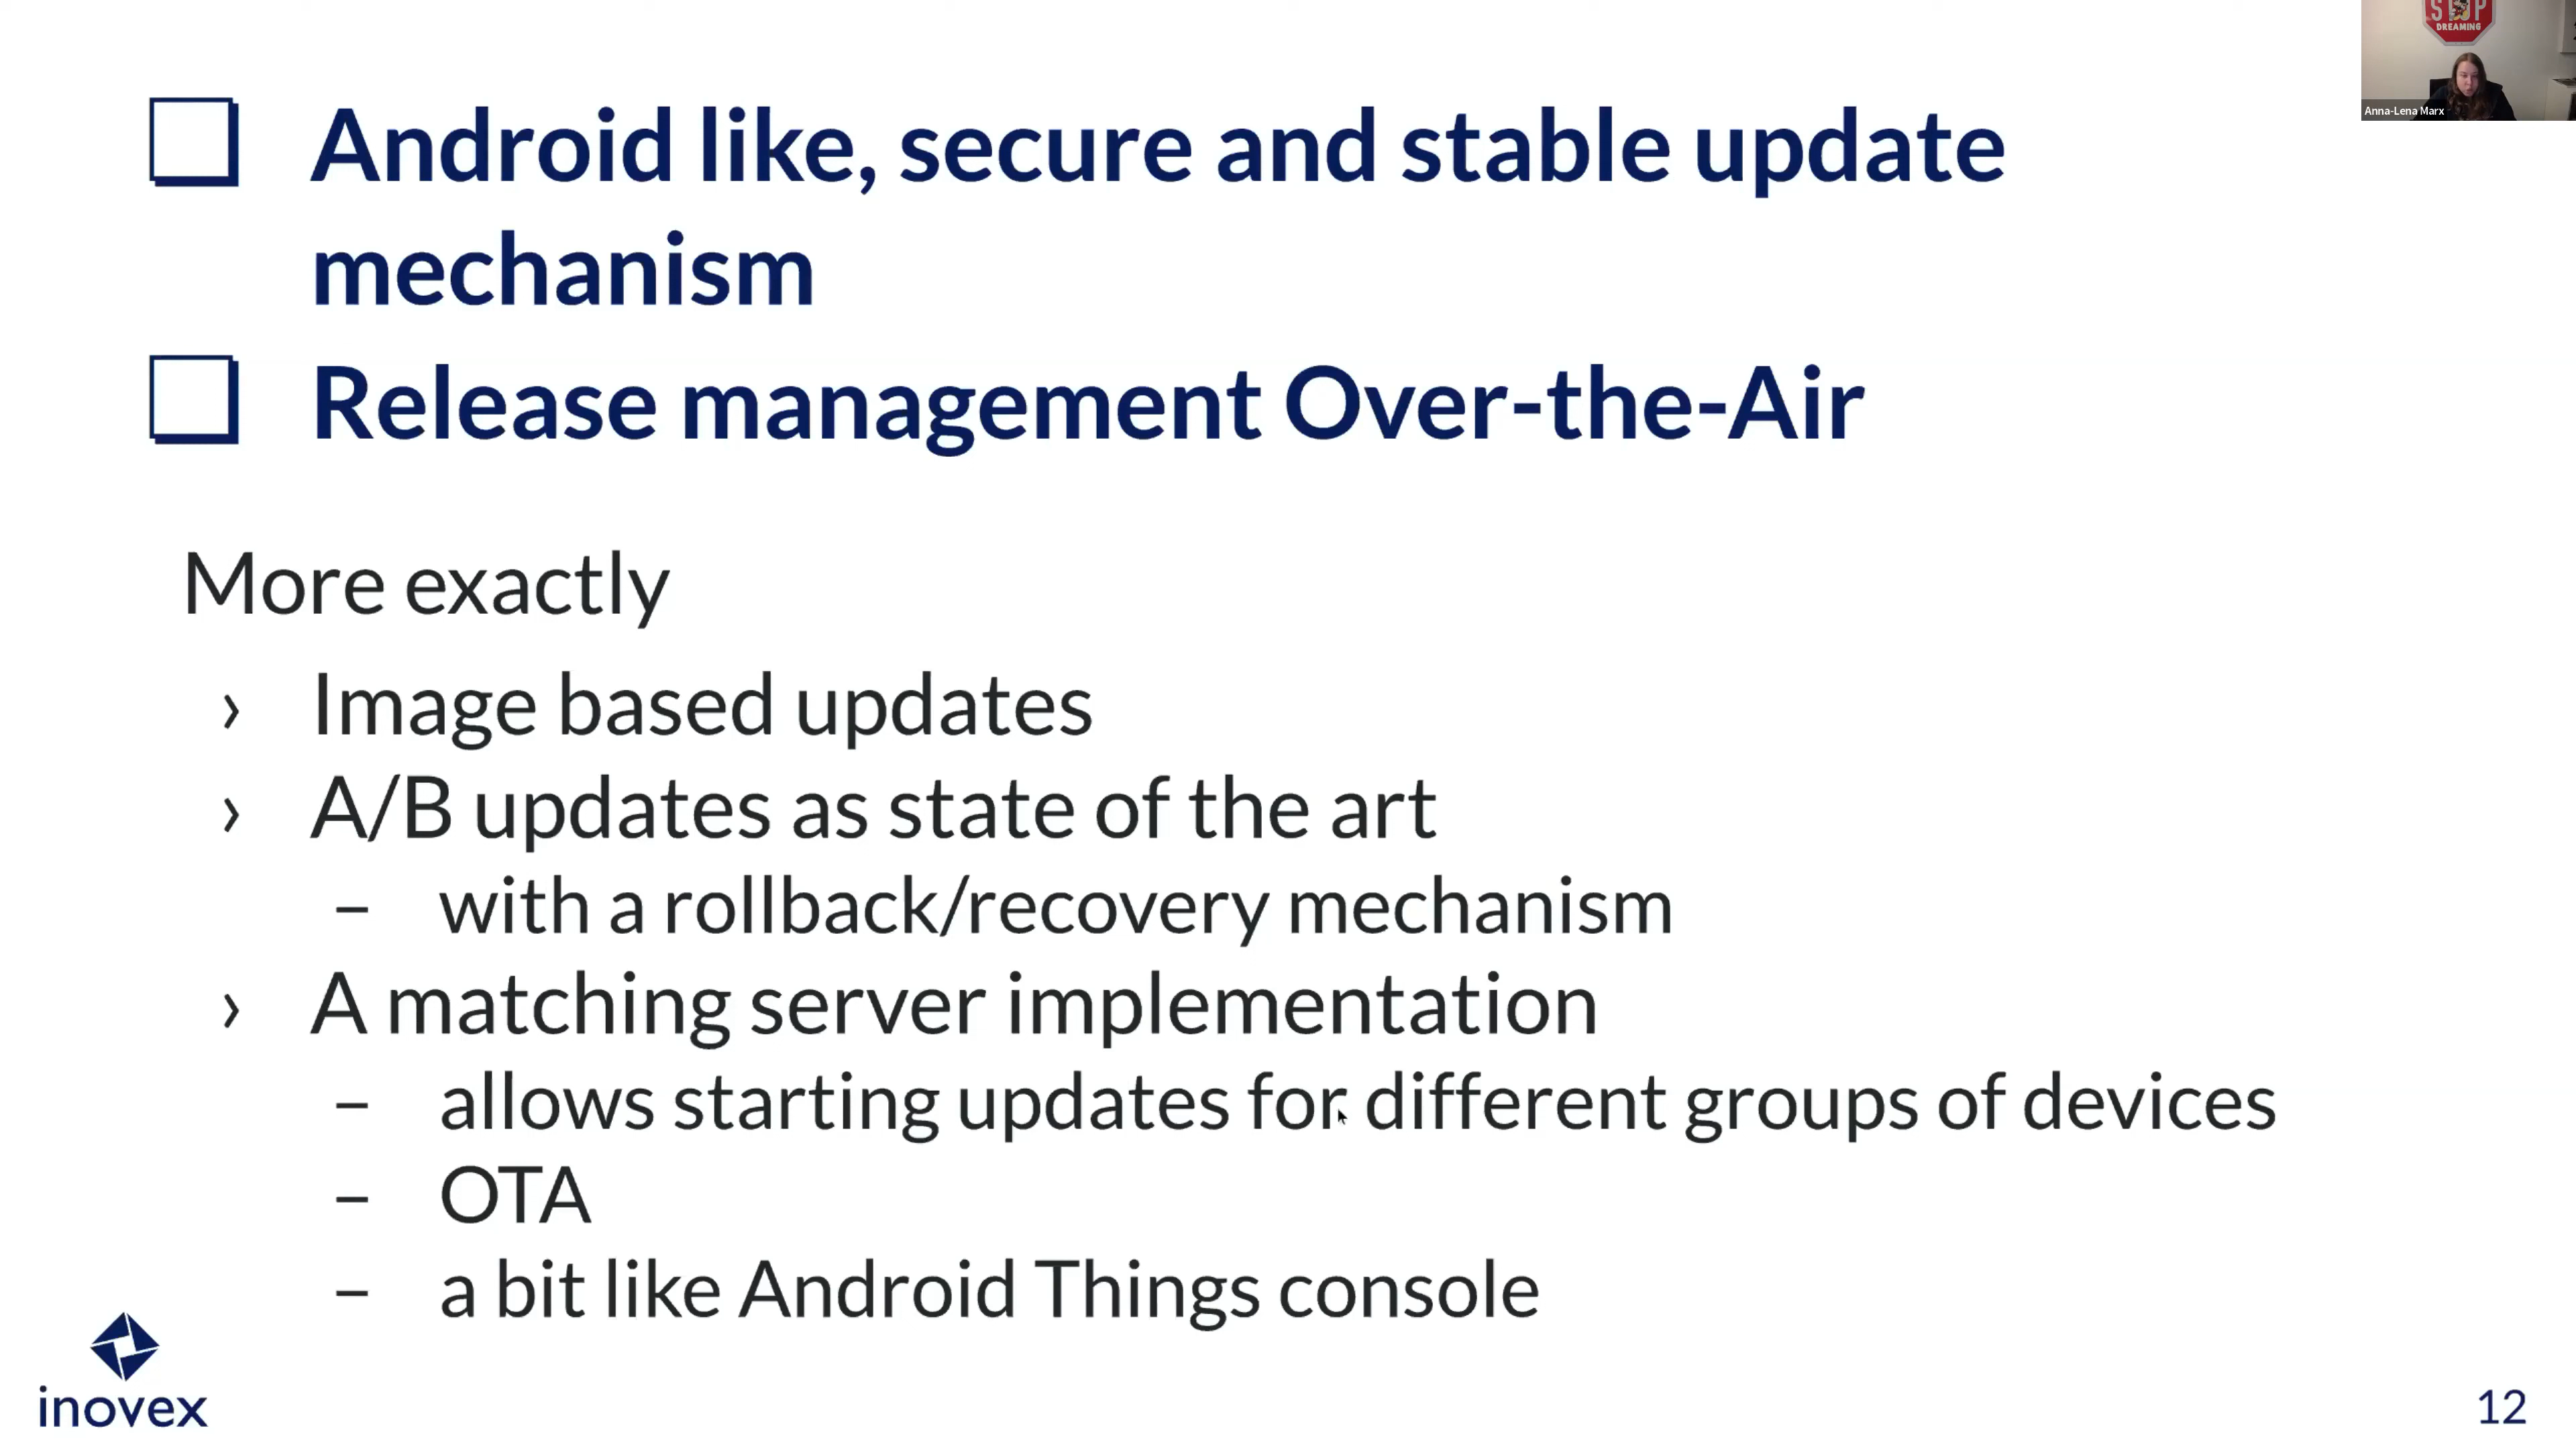 STOP
DREAMING
Anna-Lena Marx
Android like, secure and stable update
mechanism
Release management Over-the-Air
More exactly
› Image based updates
› A/B updates as state of the art
– with a rollback/recovery mechanism
› A matching server implementation
– allows starting updates for different groups of devices
– OTA
– a bit like Android Things console
inovex
12